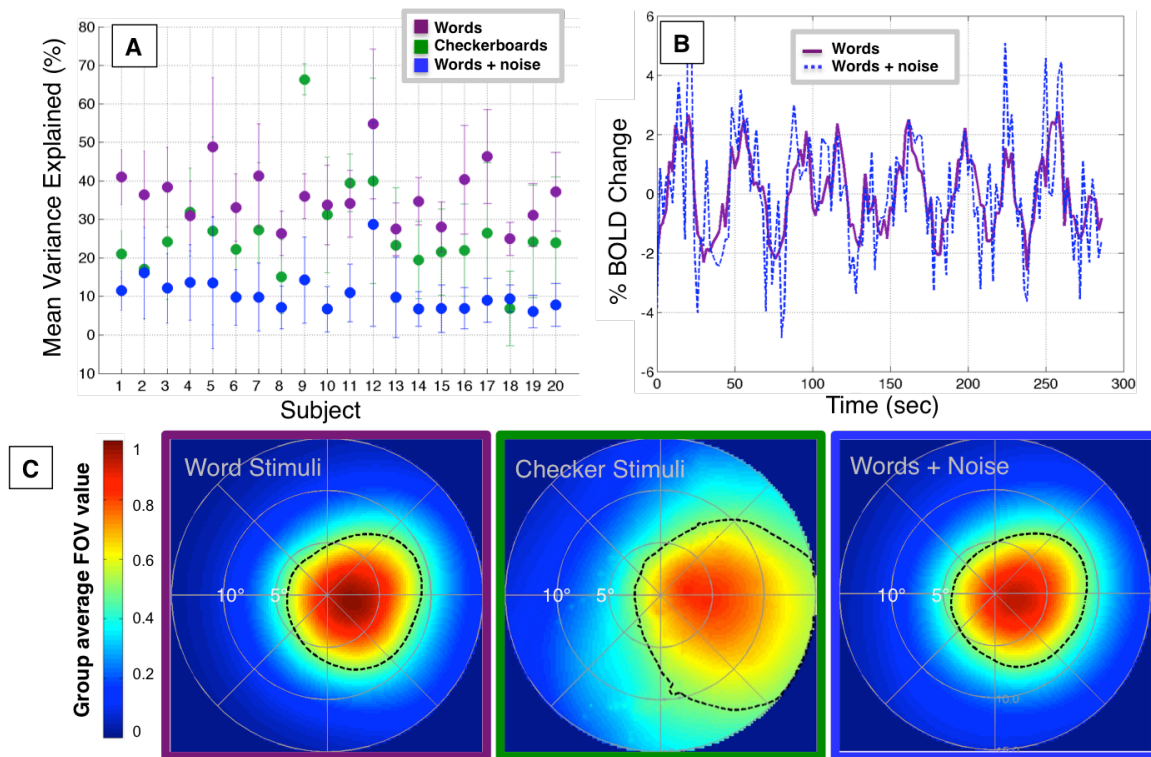 A
Words
Checkerboards
Words + noise
Mean Variance Explained (%)
80
70
60
50
40
30
20
10
0
10
1 2 3 4 5 6 7 8 9 10 11 12 13 14 15 16 17 18 19 20
Subject
B
Words
Words + noise
% BOLD Change
6%
4
2
0
-2
-4
-6
0 50 100 150 200 250 300
Time (sec)
C
Group average FOV value
1
0.8
0.6
0.4
0.2
0
Word Stimuli
10° 5°
Checker Stimuli
10° 5°
Words + Noise
10° 5°
10.0
15.0